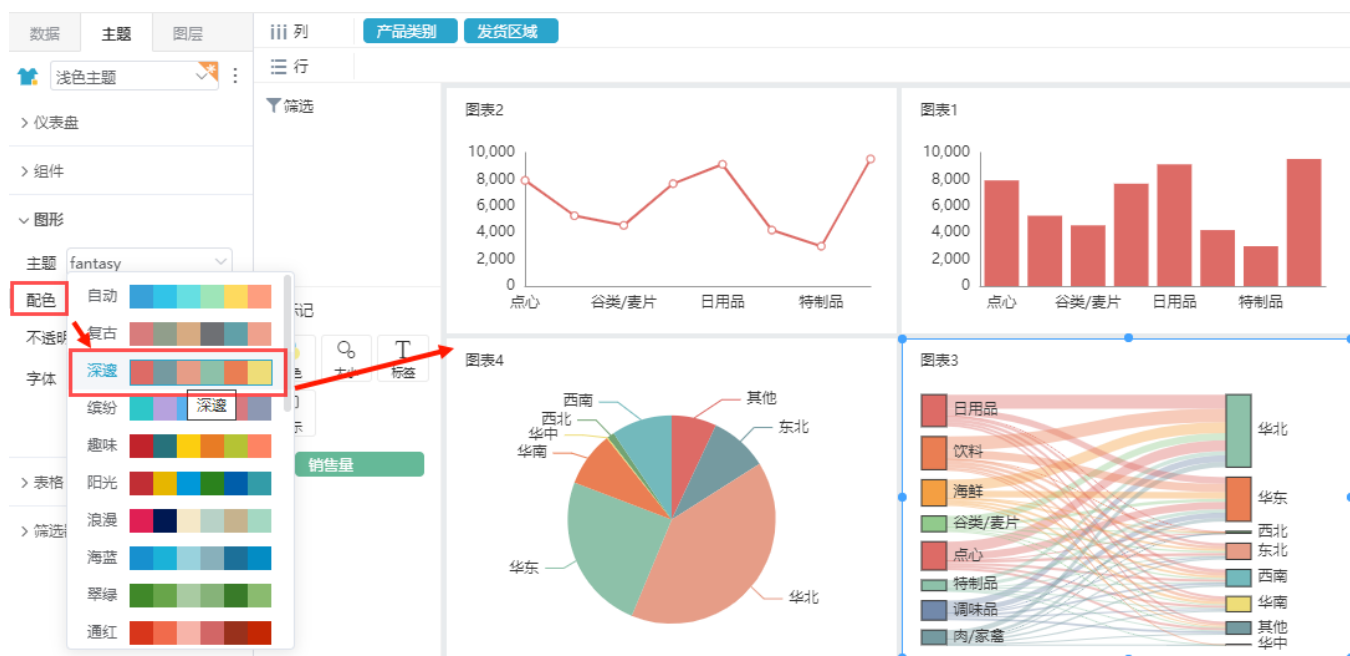 数据 主题 图层
列 产品类别 发货区域
浅色主题
行
筛选
仪表盘
组件
图形
主题 fantasy
配色
不透明
字体
表格
自动
复古
深邃
深邃
缤纷
趣味
阳光
浪漫
海蓝
翠绿
通红
标签
销售量
图表2
10,000
8,000
6,000
4,000
2,000
0
点心 谷类/麦片 日用品 特制品
图表1
10,000
8,000
6,000
4,000
2,000
0
点心 谷类/麦片 日用品 特制品
图表4
其他
东北
华北
华东
华南
华中
西北
西南
图表3
日用品
饮料
海鲜
谷类/麦片
点心
特制品
调味品
肉/家禽
华北
华东
西北
东北
西南
华南
其他
华中